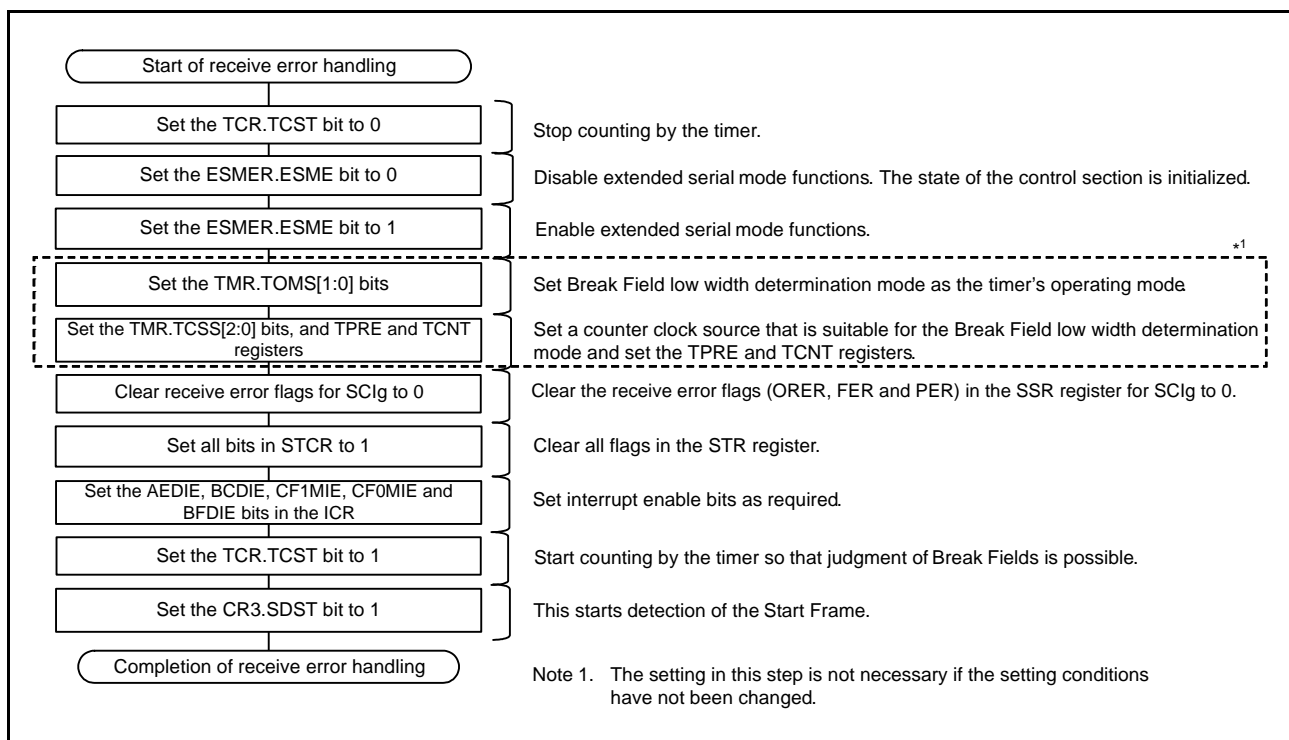 Start of receive error handling
Set the TCR.TCST bit to 0
Stop counting by the timer.
Set the ESMER.ESME bit to 0
Disable extended serial mode functions. The state of the control section is initialized.
Set the ESMER.ESME bit to 1
Enable extended serial mode functions.
*1
Set the TMR.TOMS[1:0] bits
Set Break Field low width determination mode as the timer's operating mode.
Set the TMR.TCSS[2:0] bits, and TPRE and TCNT
registers
Set a counter clock source that is suitable for the Break Field low width determination
mode and set the TPRE and TCNT registers.
Clear receive error flags for SCIg to 0
Clear the receive error flags (ORER, FER and PER) in the SSR register for SCIg to 0.
Set all bits in STCR to 1
Clear all flags in the STR register.
Set the AEDIE, BCDIE, CF1MIE, CF0MIE and
BFDIE bits in the ICR
Set interrupt enable bits as required.
Set the TCR.TCST bit to 1
Start counting by the timer so that judgment of Break Fields is possible.
Set the CR3.SDST bit to 1
This starts detection of the Start Frame.
Completion of receive error handling
Note 1. The setting in this step is not necessary if the setting conditions
have not been changed.